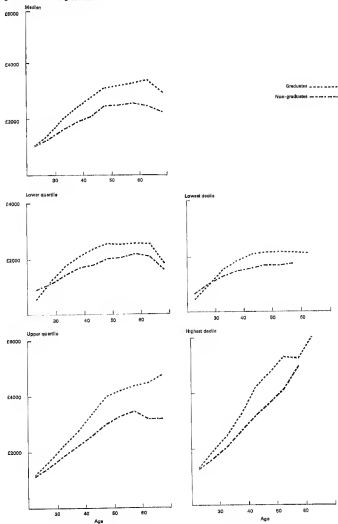 Median
£6000
£4000
£2000
30 40 50 60
Graduates
Non-graduates
Lower quartile
£4000
£2000
30 40 50 60
Lowest decile
30 40 50 60
Upper quartile
£6000
£4000
£2000
30 40 50 60
Age
Highest decile
30 40 50 60
Age